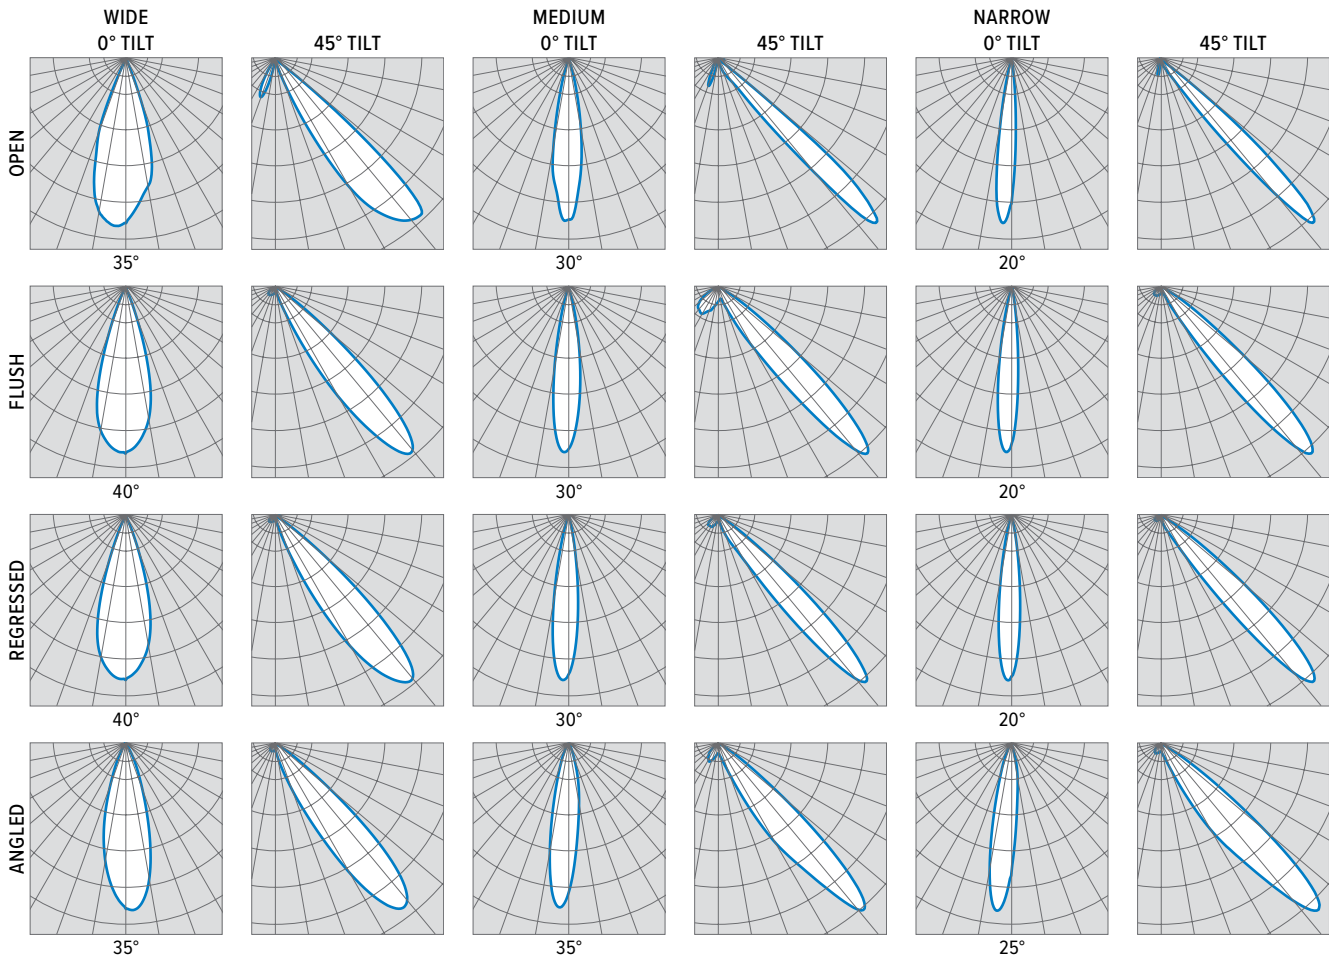 WIDE MEDIUM NARROW
0° TILT 45° TILT 0° TILT 45° TILT 0° TILT 45° TILT
OPEN
35° 30° 20°
FLUSH
40° 30° 20°
REGRESSED
40° 30° 20°
ANGLED
35° 35° 25°